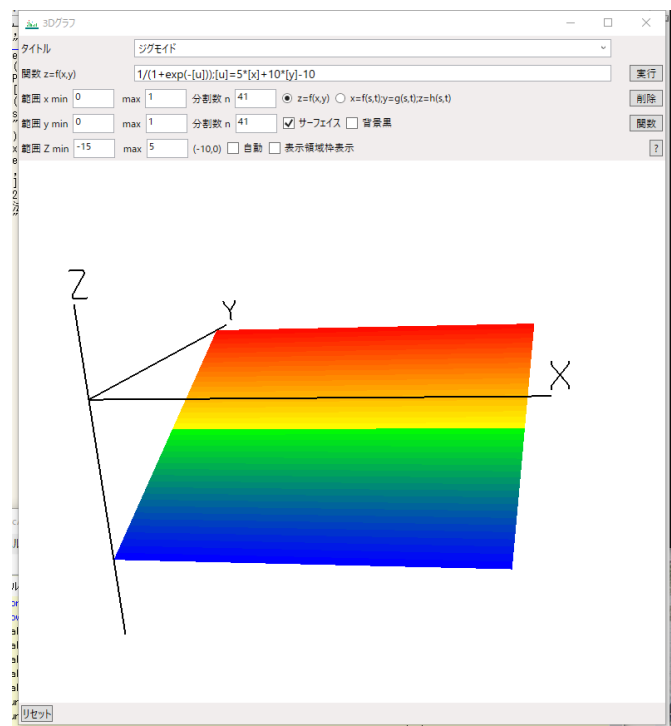 3Dグラフ
タイトル ジグモイド
関数 z=f(x,y) 1/(1+exp(-[u]));[u]=5*[x]+10*[y]-10 実行
範囲 x min 0 max 1 分割数 n 41 z=f(x,y) x=f(s,t);y=g(s,t);z=h(s,t) 削除
範囲 y min 0 max 1 分割数 n 41 サーフェイス 背景黒 関数
範囲 Z min -15 max 5 (-10,0) 自動 表示領域枠表示 ?
Z
Y
X
リセット